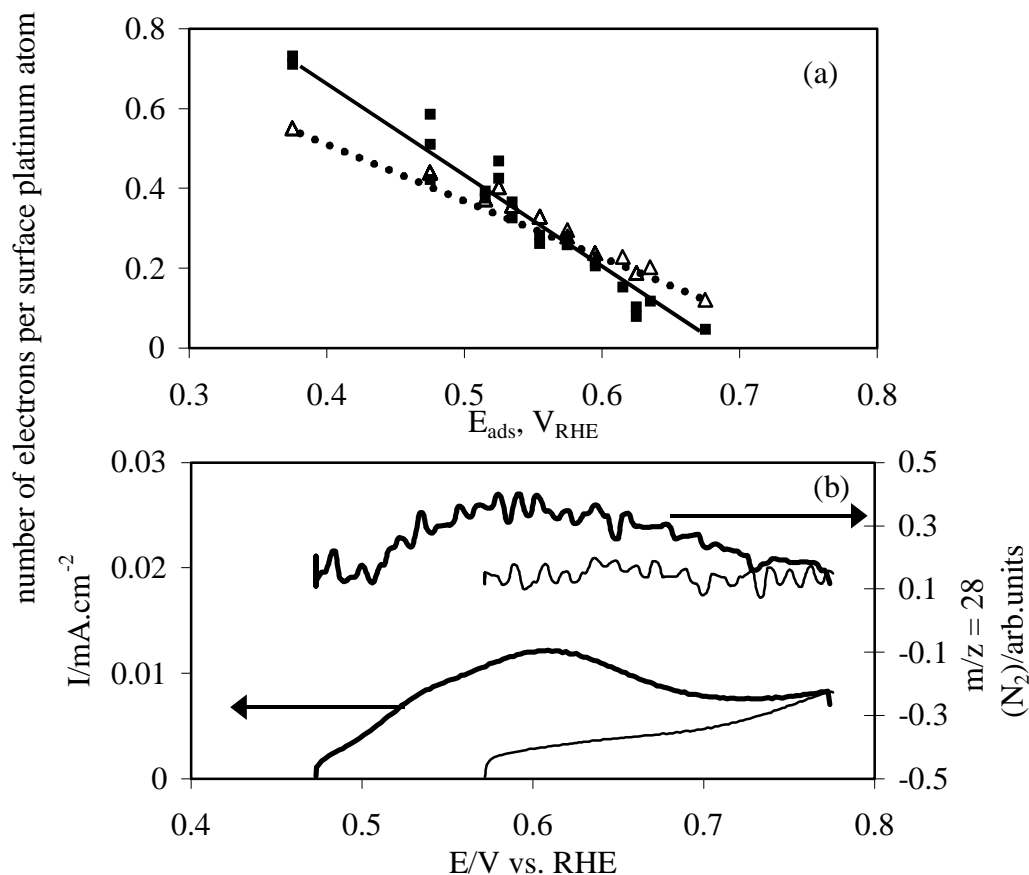 number of electrons per surface platinum atom
0.8
0.6
0.4
0.2
0
(a)
0.3 0.4 0.5 0.6 0.7 0.8
E_ads, V_RHE
0.03
0.02
0.01
0
I/mA.cm⁻²
(b)
0.5
0.3
0.1
-0.1
-0.3
-0.5
m/z = 28
(N₂)/arb.units
0.4 0.5 0.6 0.7 0.8
E/V vs. RHE